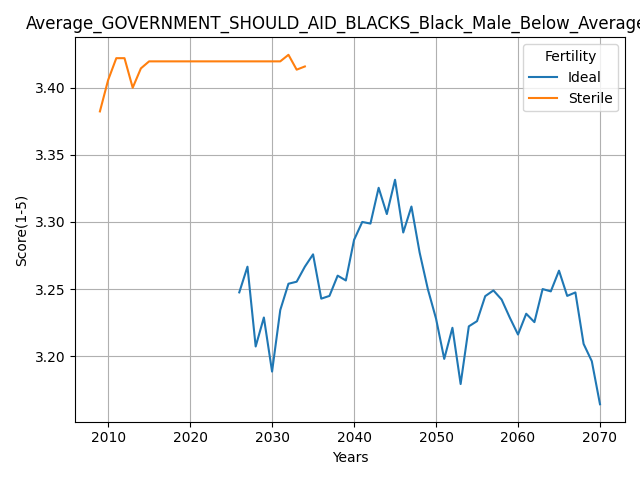 Average_GOVERNMENT_SHOULD_AID_BLACKS_Black_Male_Below_Average
Fertility
Ideal
Sterile
Score(1-5)
3.40
3.35
3.30
3.25
3.20
2010 2020 2030 2040 2050 2060 2070
Years